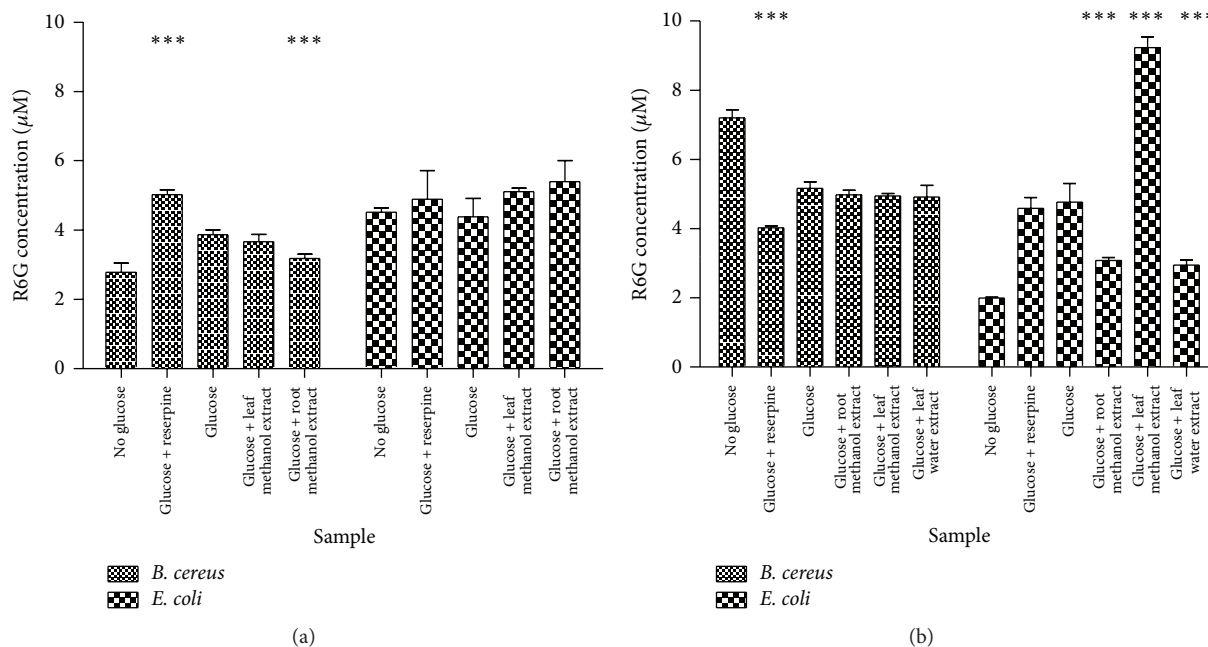 10
8
6
4
2
0
R6G concentration (μM)
***
***
No glucose
Glucose + reserpine
Glucose
Glucose + leaf
methanol extract
Glucose + root
methanol extract
No glucose
Glucose + reserpine
Glucose
Glucose + leaf
methanol extract
Glucose + root
methanol extract
Sample
B. cereus
E. coli
(a)
10
8
6
4
2
0
R6G concentration (μM)
***
***
***
***
No glucose
Glucose + reserpine
Glucose
Glucose + root
methanol extract
Glucose + leaf
methanol extract
Glucose + leaf
water extract
No glucose
Glucose + reserpine
Glucose
Glucose + root
methanol extract
Glucose + leaf
methanol extract
Glucose + leaf
water extract
Sample
B. cereus
E. coli
(b)